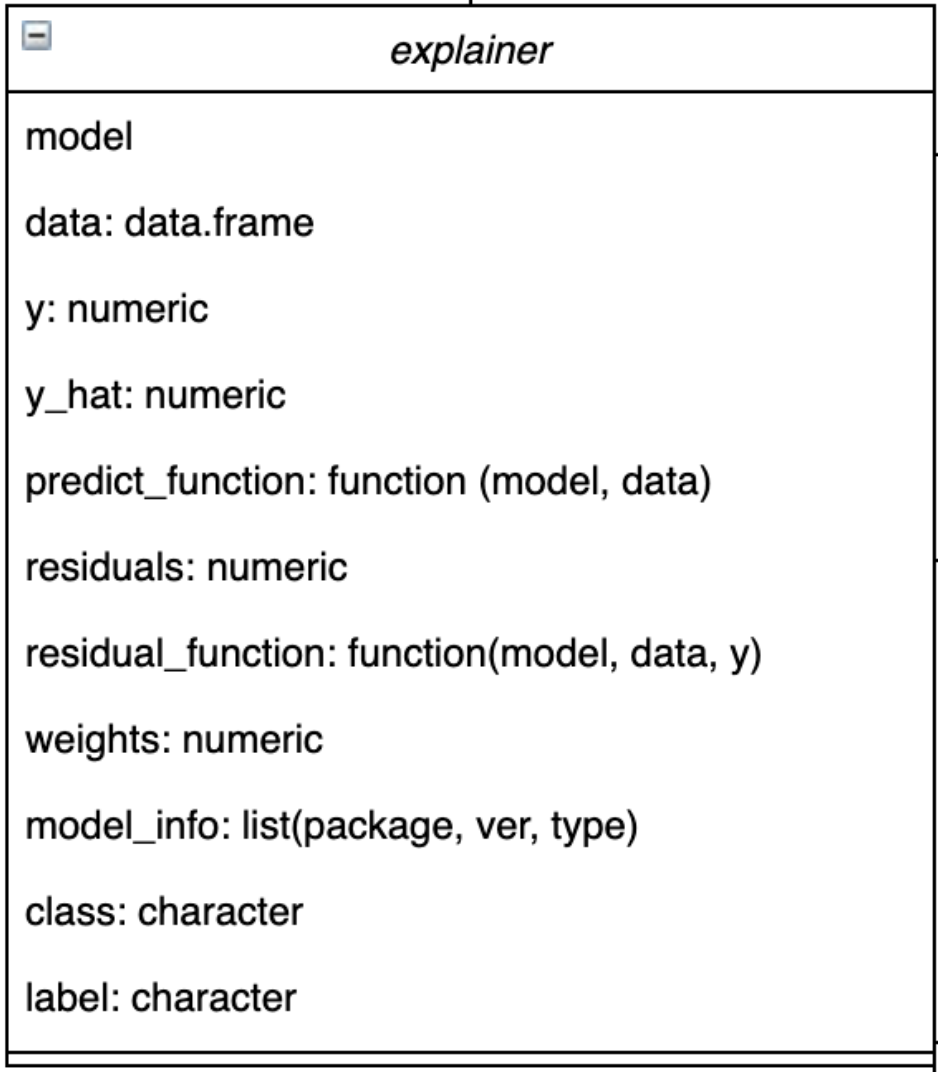 explainer
model
data: data.frame
y: numeric
y_hat: numeric
predict_function: function (model, data)
residuals: numeric
residual_function: function(model, data, y)
weights: numeric
model_info: list(package, ver, type)
class: character
label: character